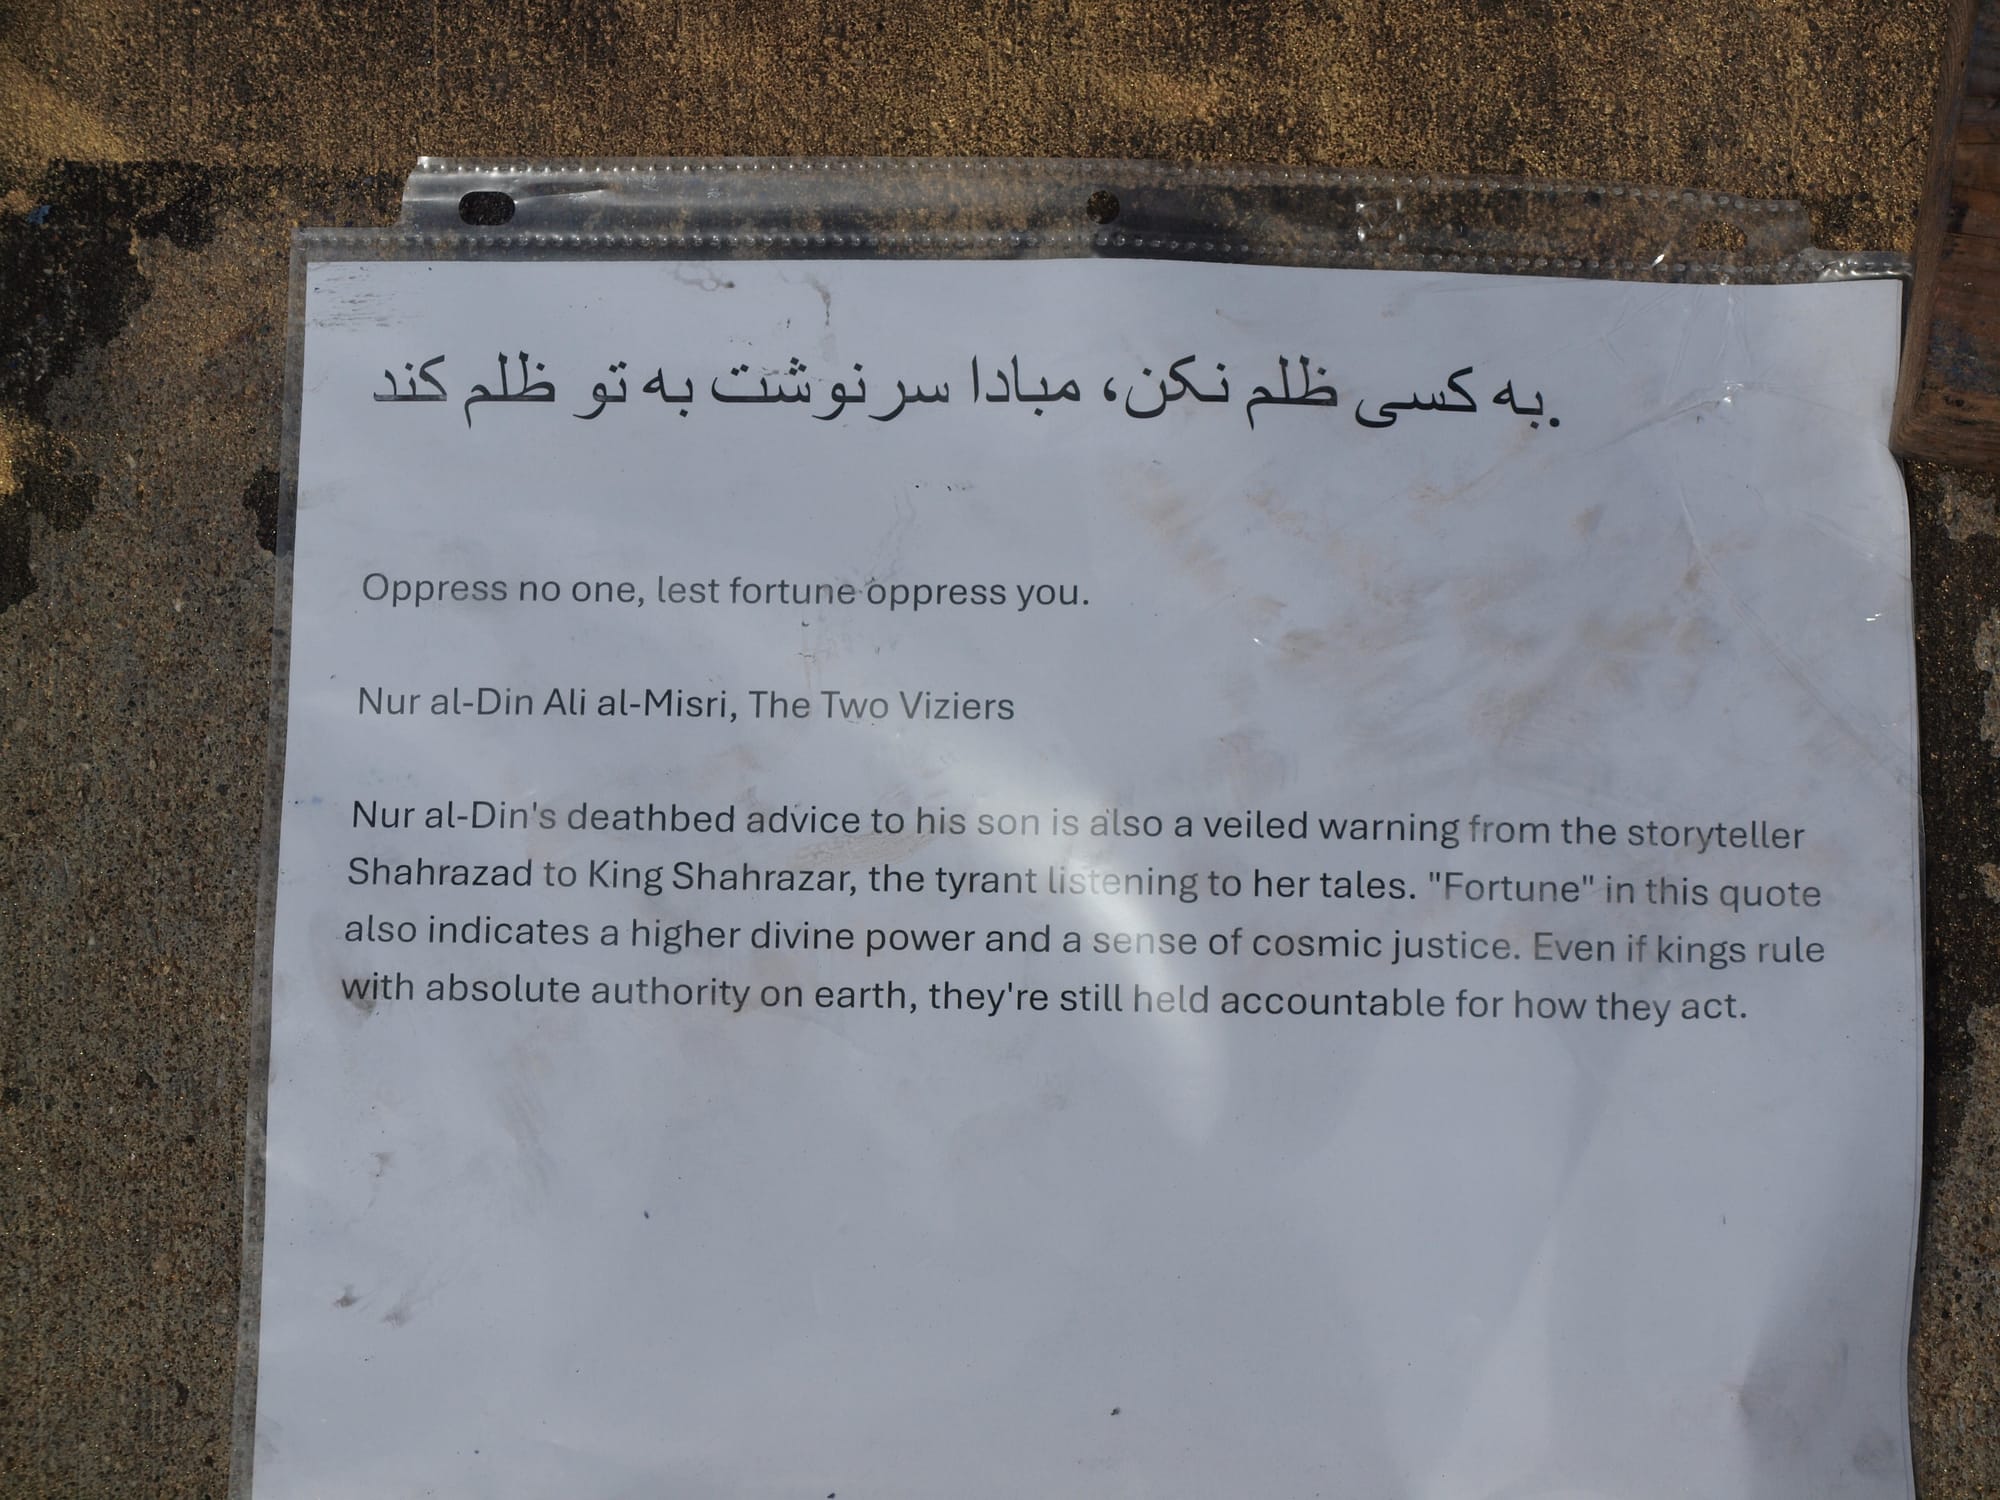 به کسی ظلم نکن، مبادا سرنوشت به تو ظلم کند.
Oppress no one, lest fortune oppress you.
Nur al-Din Ali al-Misri, The Two Viziers
Nur al-Din's deathbed advice to his son is also a veiled warning from the storyteller
Shahrazad to King Shahrazar, the tyrant listening to her tales. "Fortune" in this quote
also indicates a higher divine power and a sense of cosmic justice. Even if kings rule
with absolute authority on earth, they're still held accountable for how they act.